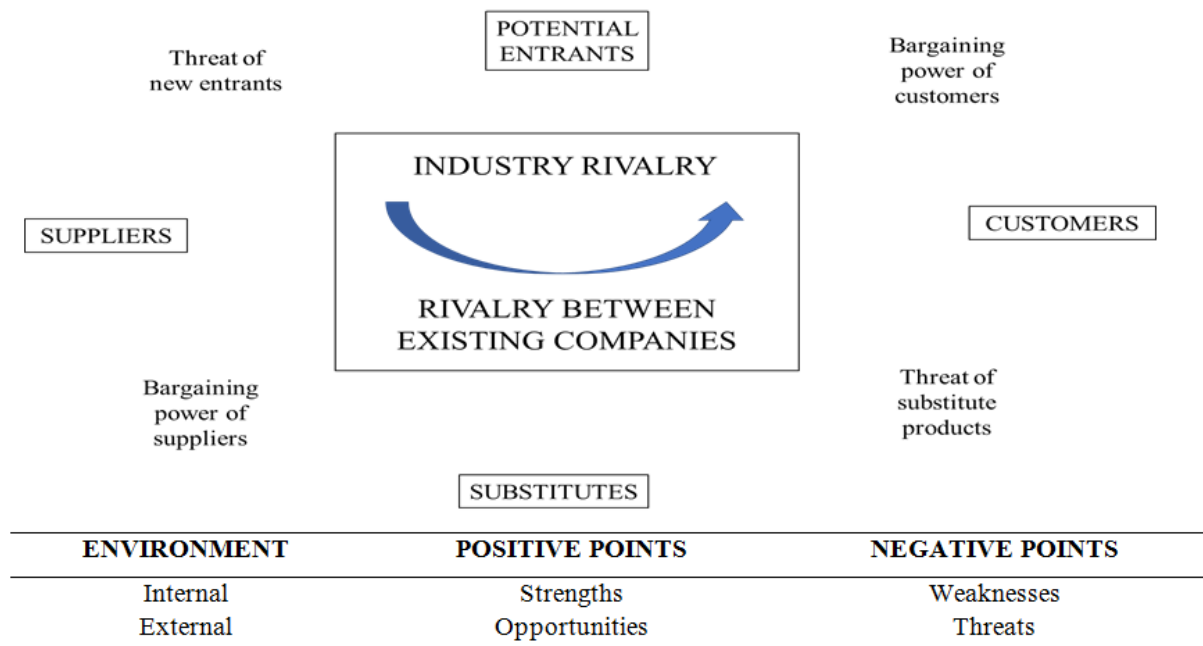 POTENTIAL
ENTRANTS
Threat of
new entrants
Bargaining
power of
customers
INDUSTRY RIVALRY
SUPPLIERS
CUSTOMERS
RIVALRY BETWEEN
EXISTING COMPANIES
Bargaining
power of
suppliers
Threat of
substitute
products
SUBSTITUTES
ENVIRONMENT POSITIVE POINTS NEGATIVE POINTS
Internal Strengths Weaknesses
External Opportunities Threats